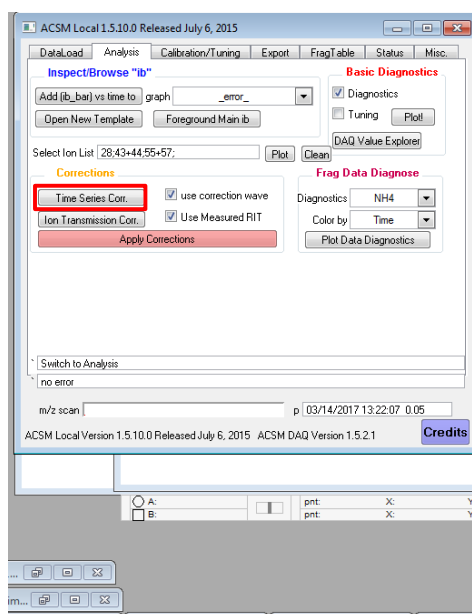 ACSM Local 1.5.10.0 Released July 6, 2015
DataLoad Analysis Calibration/Tuning Export FragTable Status Misc.
Inspect/Browse "ib"
Basic Diagnostics
Add (ib_bar) vs time to graph _error_
Diagnostics
Open New Template Foreground Main ib
Tuning Plot!
DAQ Value Explorer
Select Ion List 28;43+44;55+57; Plot Clean
Corrections
Frag Data Diagnose
Time Series Corr. use correction wave
Diagnostics NH4
Ion Transmission Corr. Use Measured RIT
Color by Time
Apply Corrections
Plot Data Diagnostics
` Switch to Analysis
` no error
m/z scan p 03/14/2017 13:22:07 0.05
ACSM Local Version 1.5.10.0 Released July 6, 2015 ACSM DAQ Version 1.5.2.1 Credits
A: pnt: X: Y
B: pnt: X: Y
...
im...